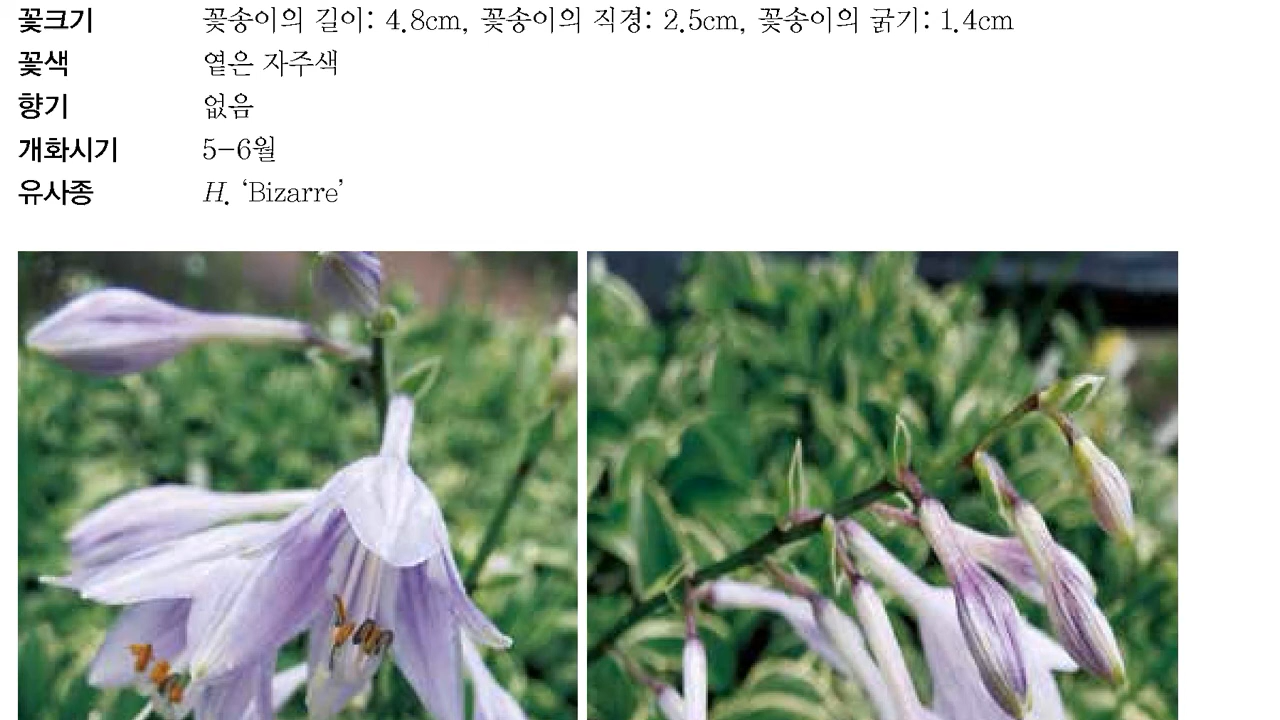 꽃크기 꽃송이의 길이: 4.8cm, 꽃송이의 직경: 2.5cm, 꽃송이의 굵기: 1.4cm
꽃색 옅은 자주색
향기 없음
개화시기 5-6월
유사종 H. ‘Bizarre’